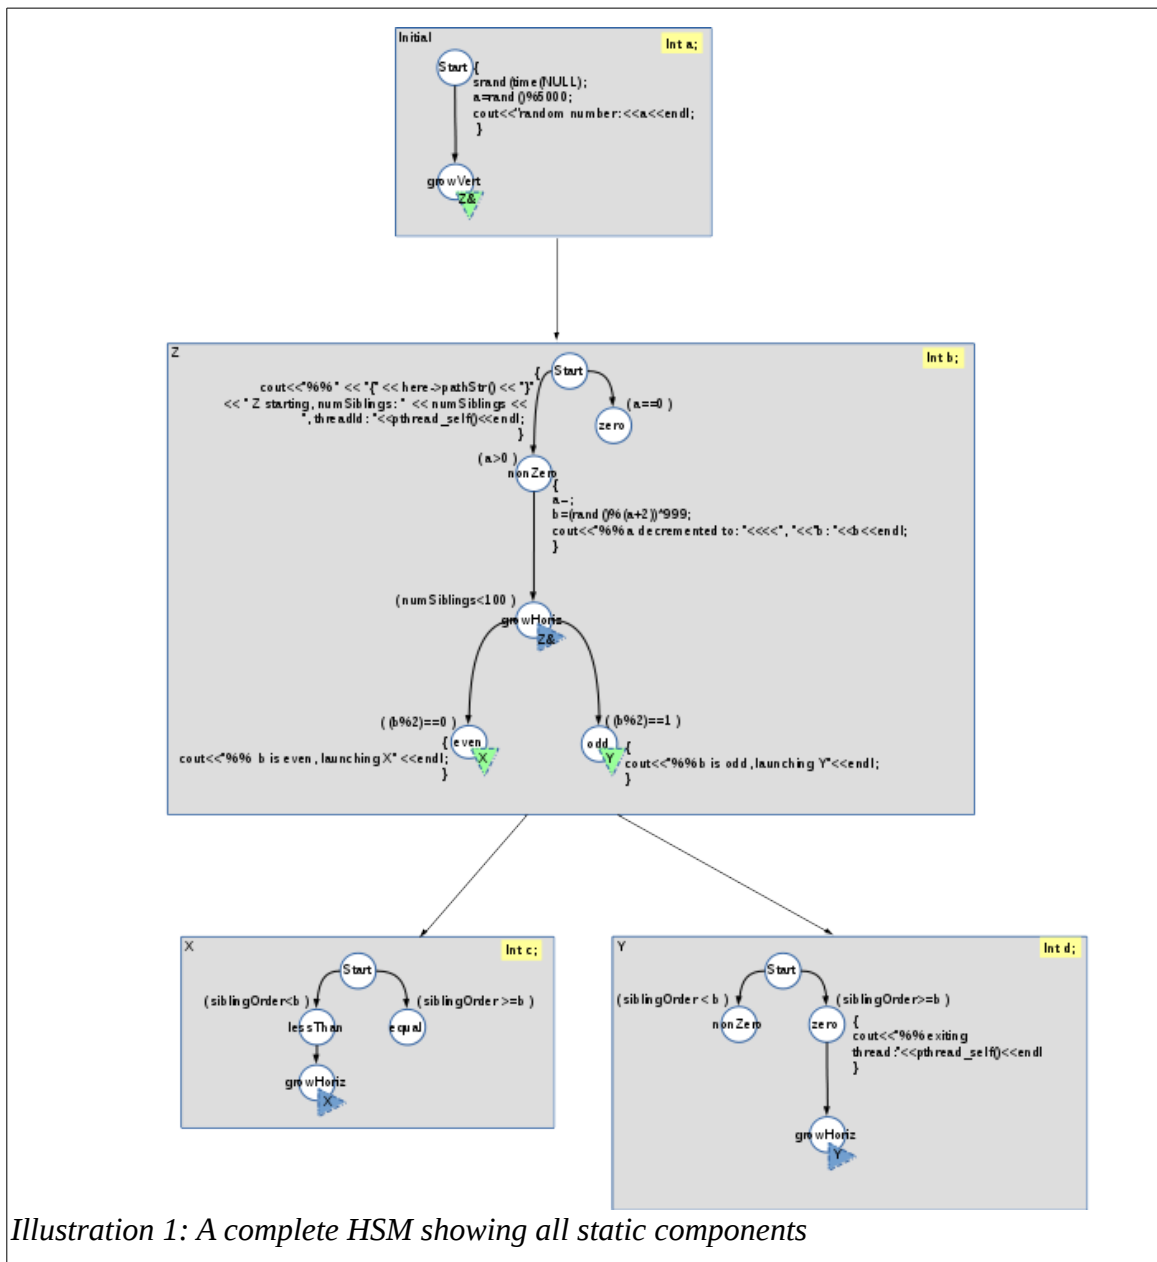 Initial
Int a;
Start {
srand(time(NULL);
a=rand()%5000;
cout<<"random number:<<a<<endl;
}
growVert
Z&
Z
Int b;
Start
{
cout<<"%%" << "{" << here->pathStr() << "}"
<< " Z starting, numSiblings: " << numSiblings <<
", threadId: "<<pthread_self()<<endl;
}
(a==0 )
zero
(a>0 )
nonZero
{
a--;
b=(rand()%(a+2))*999;
cout<<"%%a decremented to: "<<<<", "<<"b: "<<b<<endl;
}
(numSiblings<100 )
growHoriz
Z&
((b%2)==0 )
((b%2)==1 )
{ even
cout<<"%% b is even, launching X" <<endl;
}
X
odd {
cout<<"%%b is odd,launching Y"<<endl;
}
Y
X
Int c;
Start
(siblingOrder<b )
(siblingOrder >=b )
lessThan
equal
growHoriz
X
Y
Int d;
Start
(siblingOrder < b )
(siblingOrder>=b )
nonZero
zero
{
cout<<"%%exiting
thread:"<<pthread_self()<<endl
}
growHoriz
Y
Illustration 1: A complete HSM showing all static components